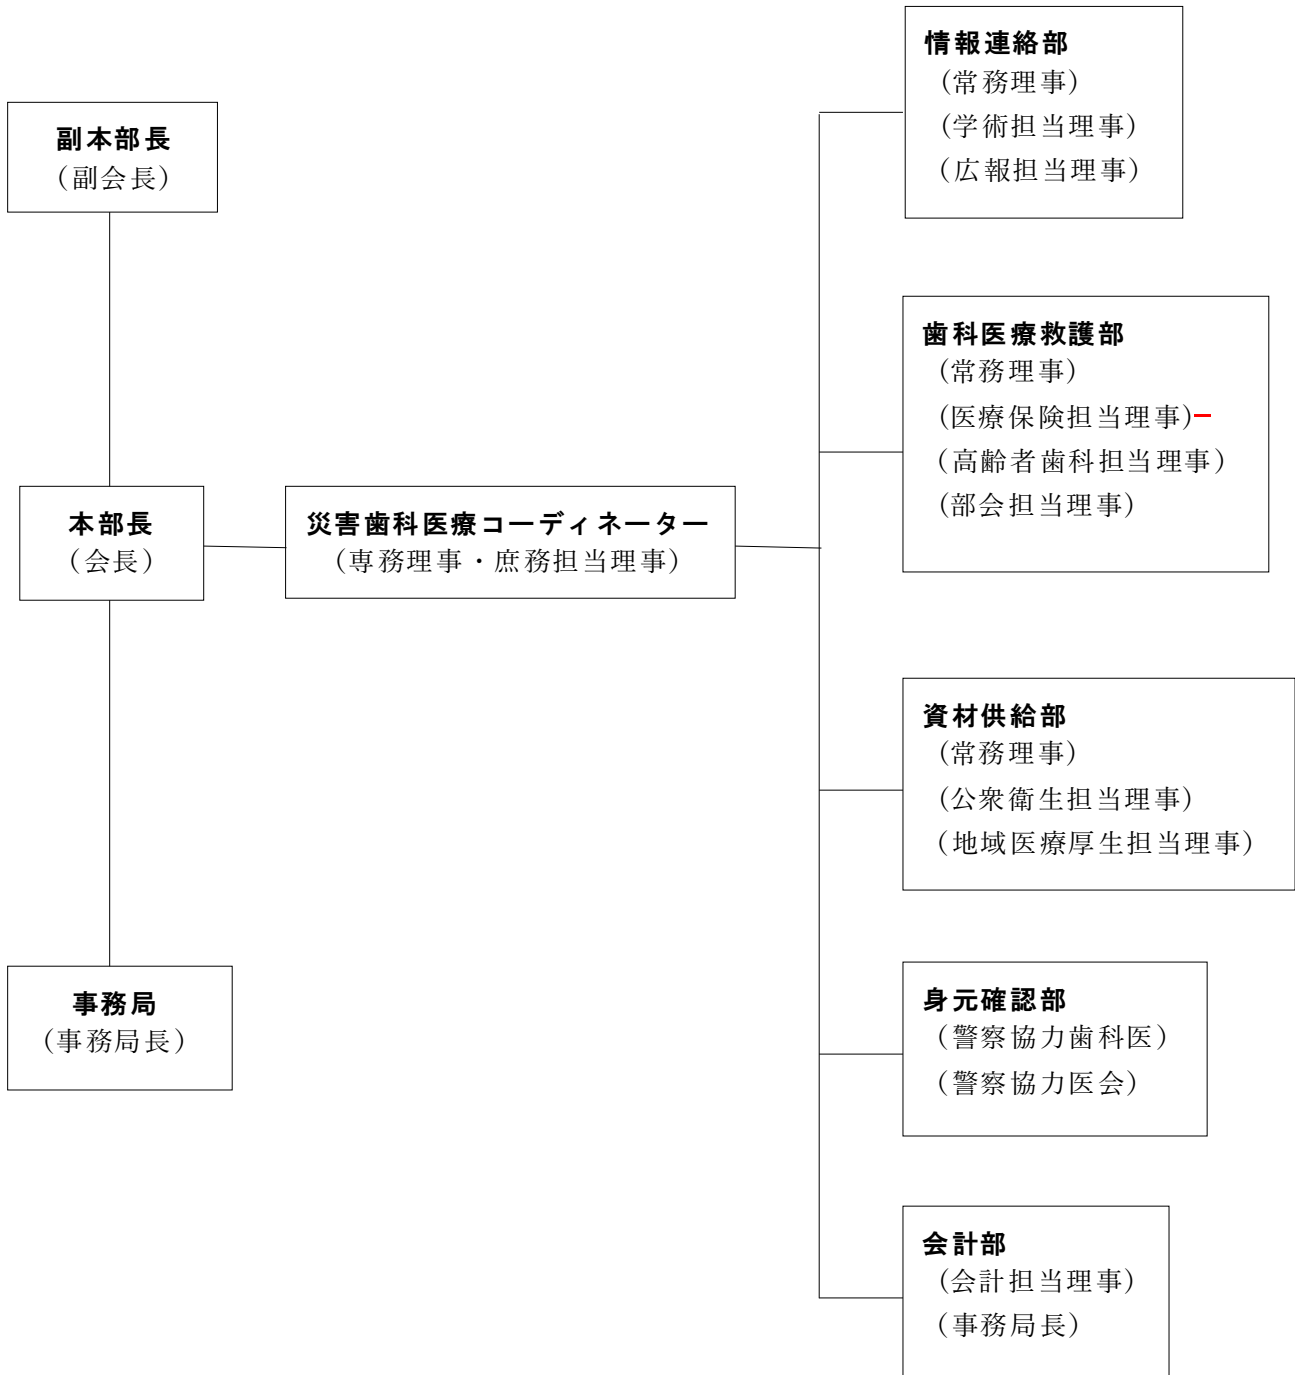 副本部長
（副会長）
本部長
（会長）
事務局
（事務局長）
災害歯科医療コーディネーター
（専務理事・庶務担当理事）
情報連絡部
（常務理事）
（学術担当理事）
（広報担当理事）
歯科医療救護部
（常務理事）
（医療保険担当理事）
（高齢者歯科担当理事）
（部会担当理事）
資材供給部
（常務理事）
（公衆衛生担当理事）
（地域医療厚生担当理事）
身元確認部
（警察協力歯科医）
（警察協力医会）
会計部
（会計担当理事）
（事務局長）